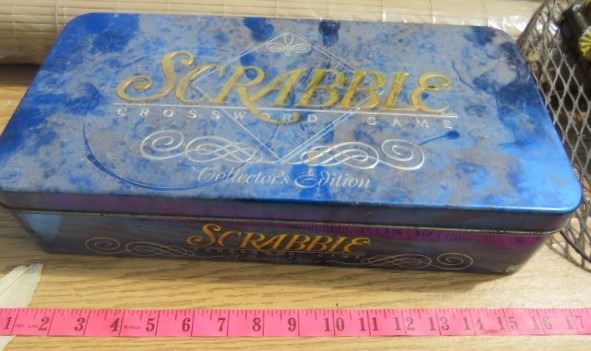 SCRABBLE
CROSSWORD GAME
Collector's Edition
SCRABBLE
1 2 3 4 5 6 7 8 9 10 11 12 13 14 15 16 17